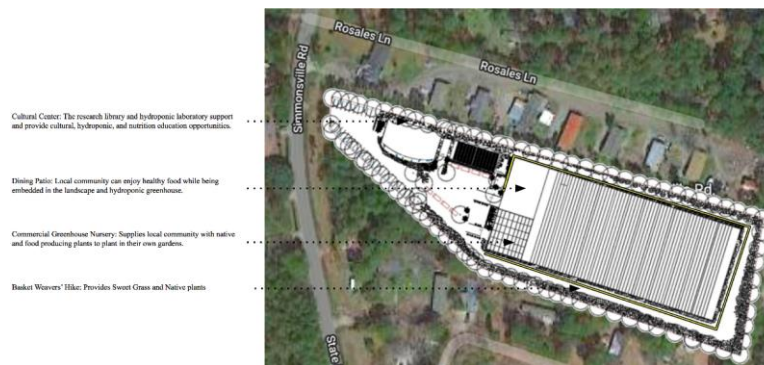 Rosales Ln
Rosales Ln
Simmonsville Rd
Cultural Center: The research library and hydroponic laboratory support
and provide cultural, hydroponic, and nutrition education opportunities.
Dining Patio: Local community can enjoy healthy food while being
embedded in the landscape and hydroponic greenhouse.
Rd
Commercial Greenhouse Nursery: Supplies local community with native
and food producing plants to plant in their own gardens.
Basket Weavers' Hike: Provides Sweet Grass and Native plants
State